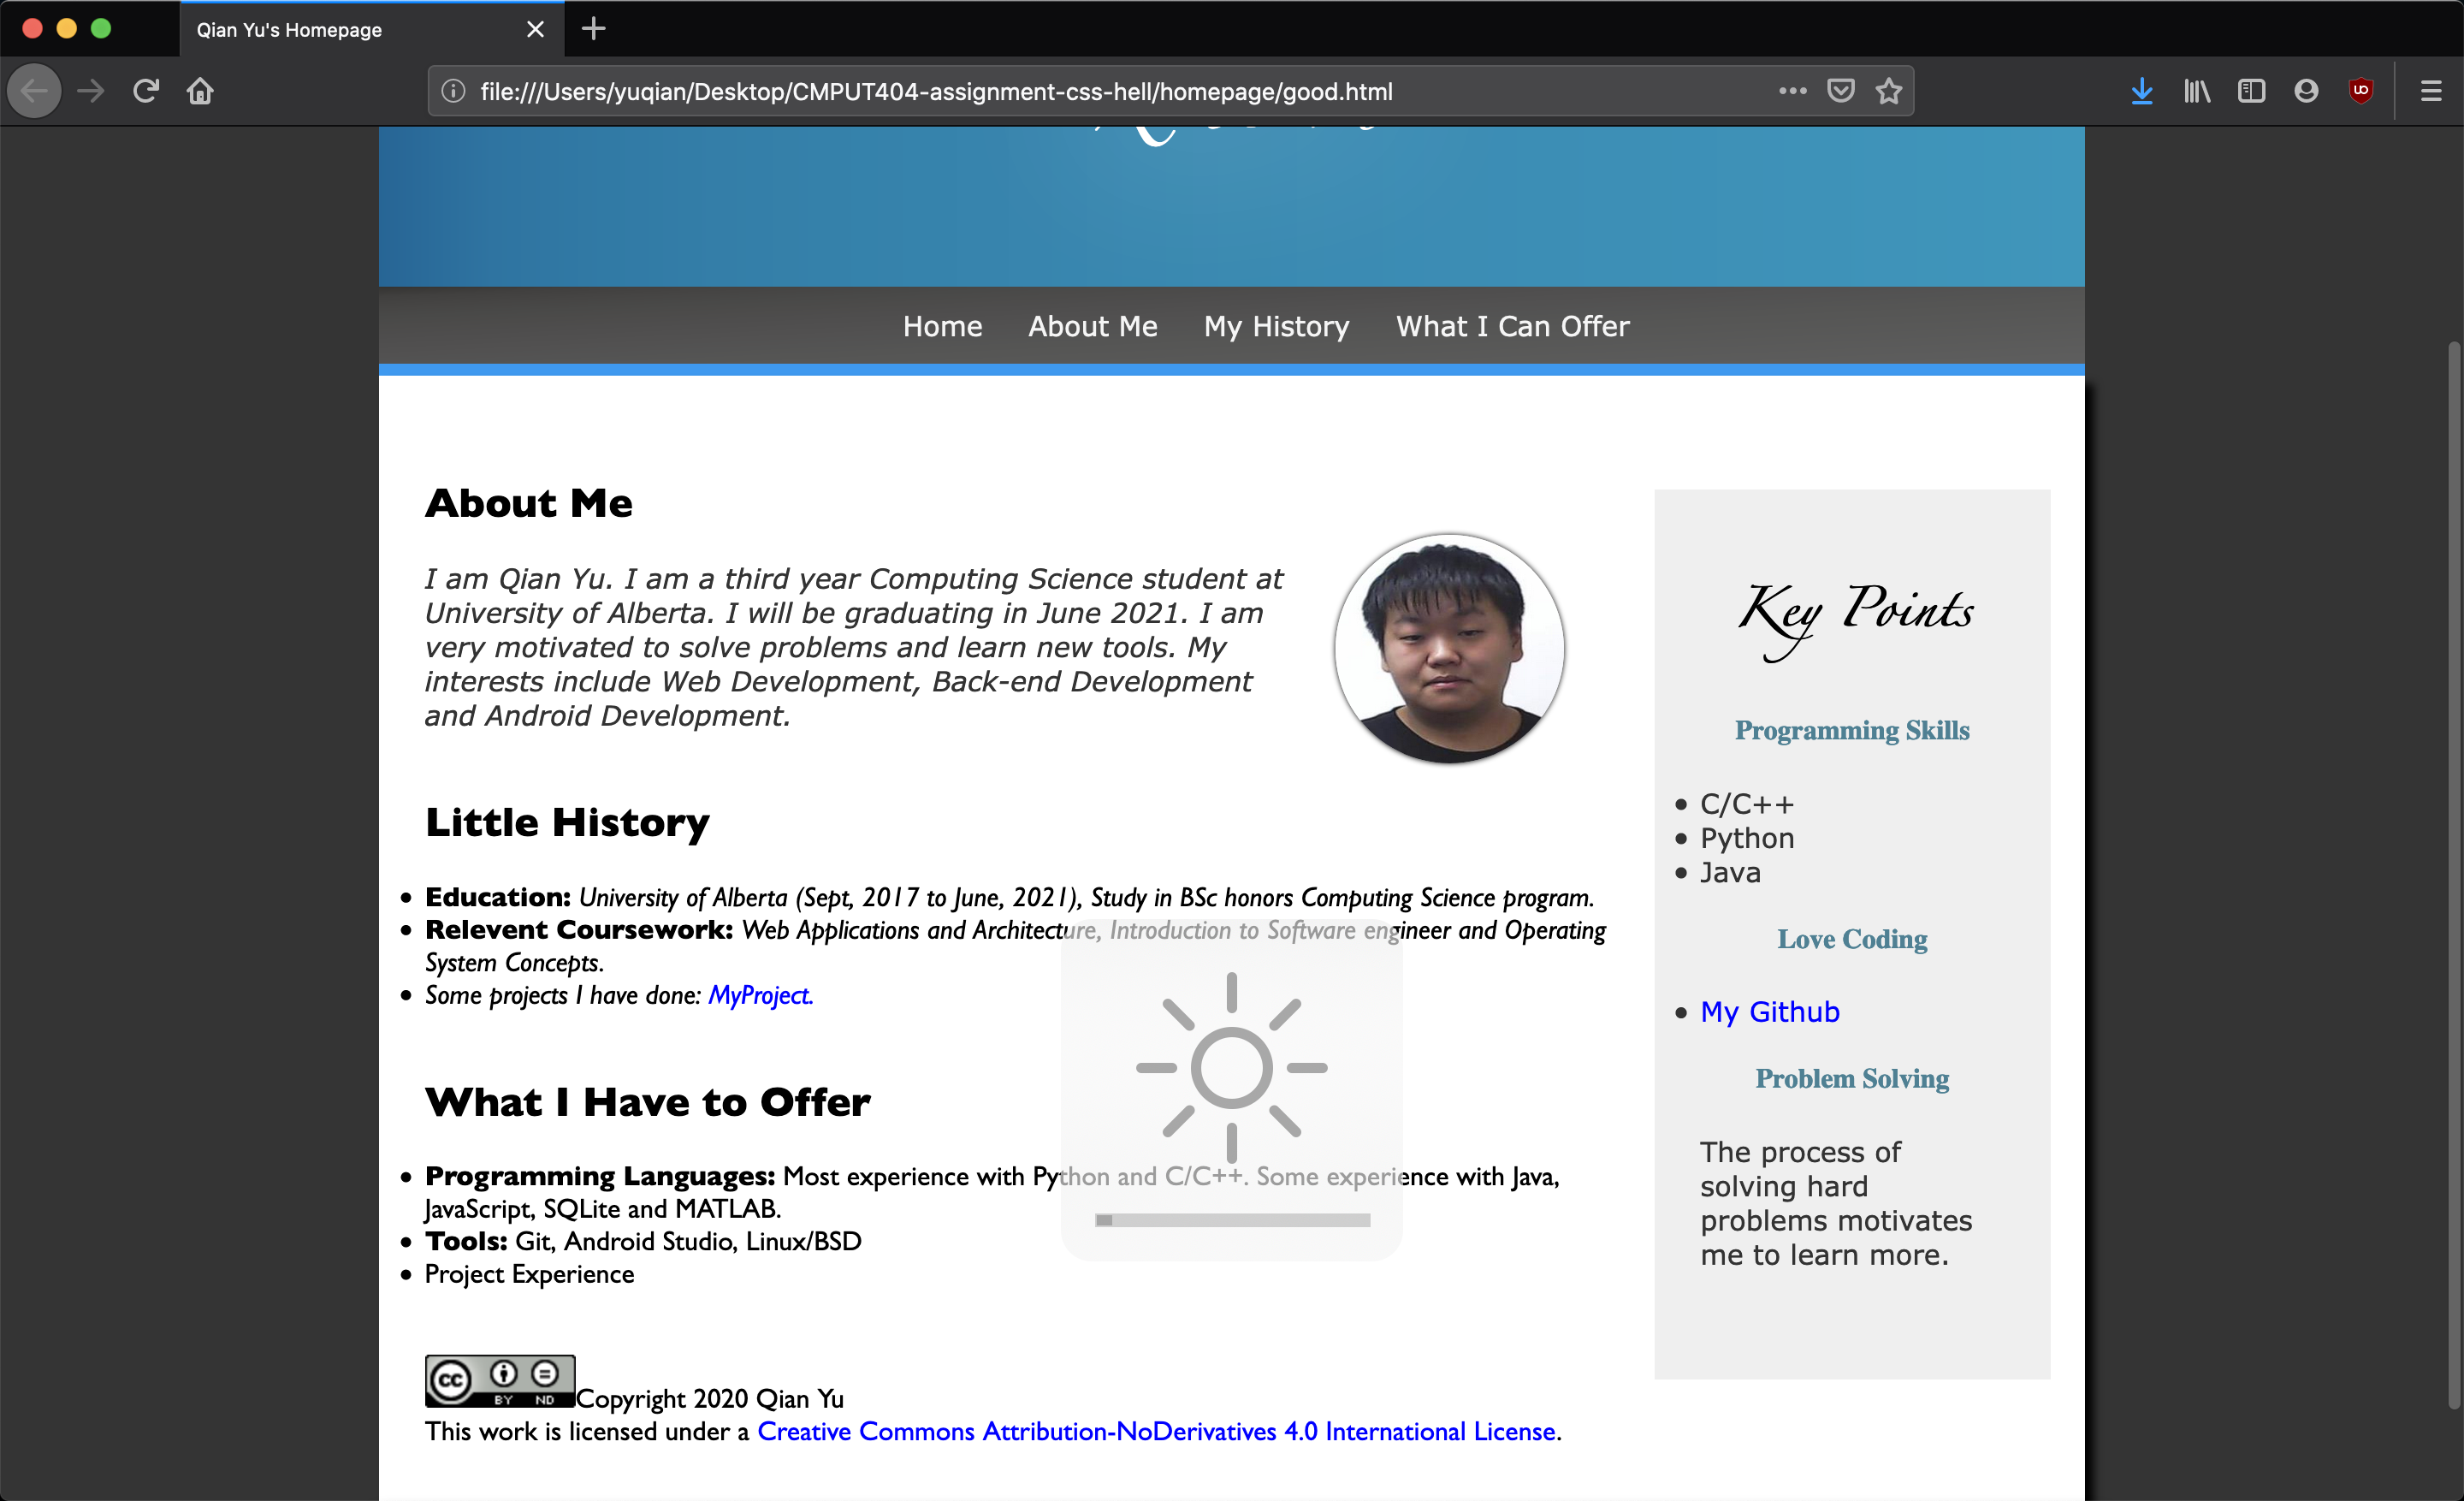 Qian Yu's Homepage
file:///Users/yuqian/Desktop/CMPUT404-assignment-css-hell/homepage/good.html
Home About Me My History What I Can Offer
About Me
I am Qian Yu. I am a third year Computing Science student at
University of Alberta. I will be graduating in June 2021. I am
very motivated to solve problems and learn new tools. My
interests include Web Development, Back-end Development
and Android Development.
Little History
Education: University of Alberta (Sept, 2017 to June, 2021), Study in BSc honors Computing Science program.
Relevent Coursework: Web Applications and Architecture, Introduction to Software engineer and Operating
System Concepts.
Some projects I have done: MyProject.
What I Have to Offer
Programming Languages: Most experience with Python and C/C++. Some experience with Java,
JavaScript, SQLite and MATLAB.
Tools: Git, Android Studio, Linux/BSD
Project Experience
CC BY ND
Copyright 2020 Qian Yu
This work is licensed under a Creative Commons Attribution-NoDerivatives 4.0 International License.
Key Points
Programming Skills
C/C++
Python
Java
Love Coding
My Github
Problem Solving
The process of
solving hard
problems motivates
me to learn more.